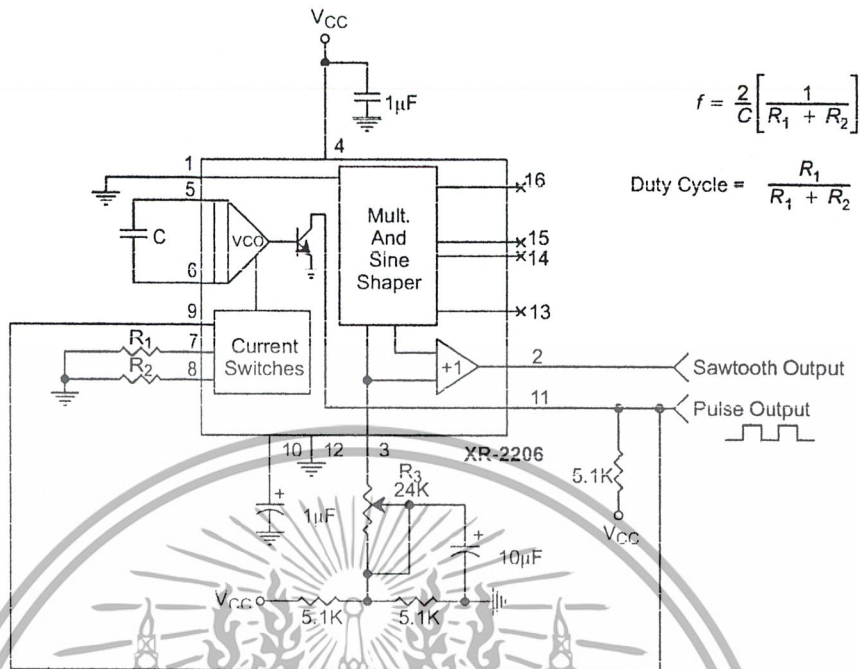 VCC
1µF
f = 2/C [ 1 / (R1 + R2) ]
4
1
16
Duty Cycle = R1 / (R1 + R2)
5
Mult.
And
Sine
Shaper
C
VCO
15
14
6
9
13
R1
7
Current
Switches
R2
8
+1
2
Sawtooth Output
11
Pulse Output
10
12
3
XR-2206
R3
24K
5.1K
1µF
+
+
VCC
10µF
VCC
5.1K
5.1K